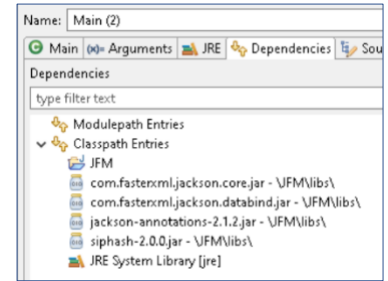 Name: Main (2)
Main (x)= Arguments JRE Dependencies Sou
Dependencies
type filter text
Modulepath Entries
Classpath Entries
JFM
com.fasterxml.jackson.core.jar - \JFM\libs\
com.fasterxml.jackson.databind.jar - \JFM\libs\
jackson-annotations-2.1.2.jar - \JFM\libs\
siphash-2.0.0.jar - \JFM\libs\
JRE System Library [jre]